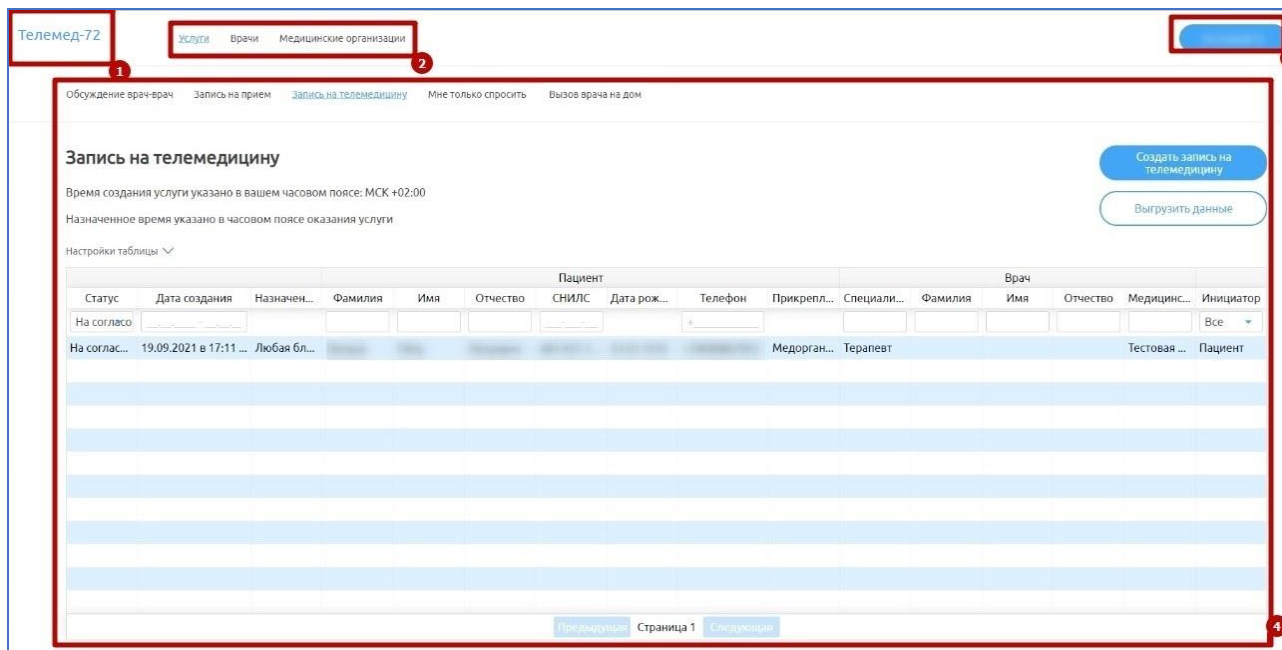 Телемед-72
Услуги Врачи Медицинские организации
1
2
Обсуждение врач-врач Запись на прием Запись на телемедицину Мне только спросить Вызов врача на дом
Запись на телемедицину
Создать запись на
телемедицину
Время создания услуги указано в вашем часовом поясе: МСК +02:00
Выгрузить данные
Назначенное время указано в часовом поясе оказания услуги
Настройки таблицы
Пациент Врач
Статус Дата создания Назначен... Фамилия Имя Отчество СНИЛС Дата рож... Телефон Прикрепл... Специали... Фамилия Имя Отчество Медицинс... Инициатор
На согласо Все
На соглас... 19.09.2021 в 17:11 ... Любая бл... Медорган... Терапевт Тестовая ... Пациент
Предыдущая Страница 1 Следующая
4